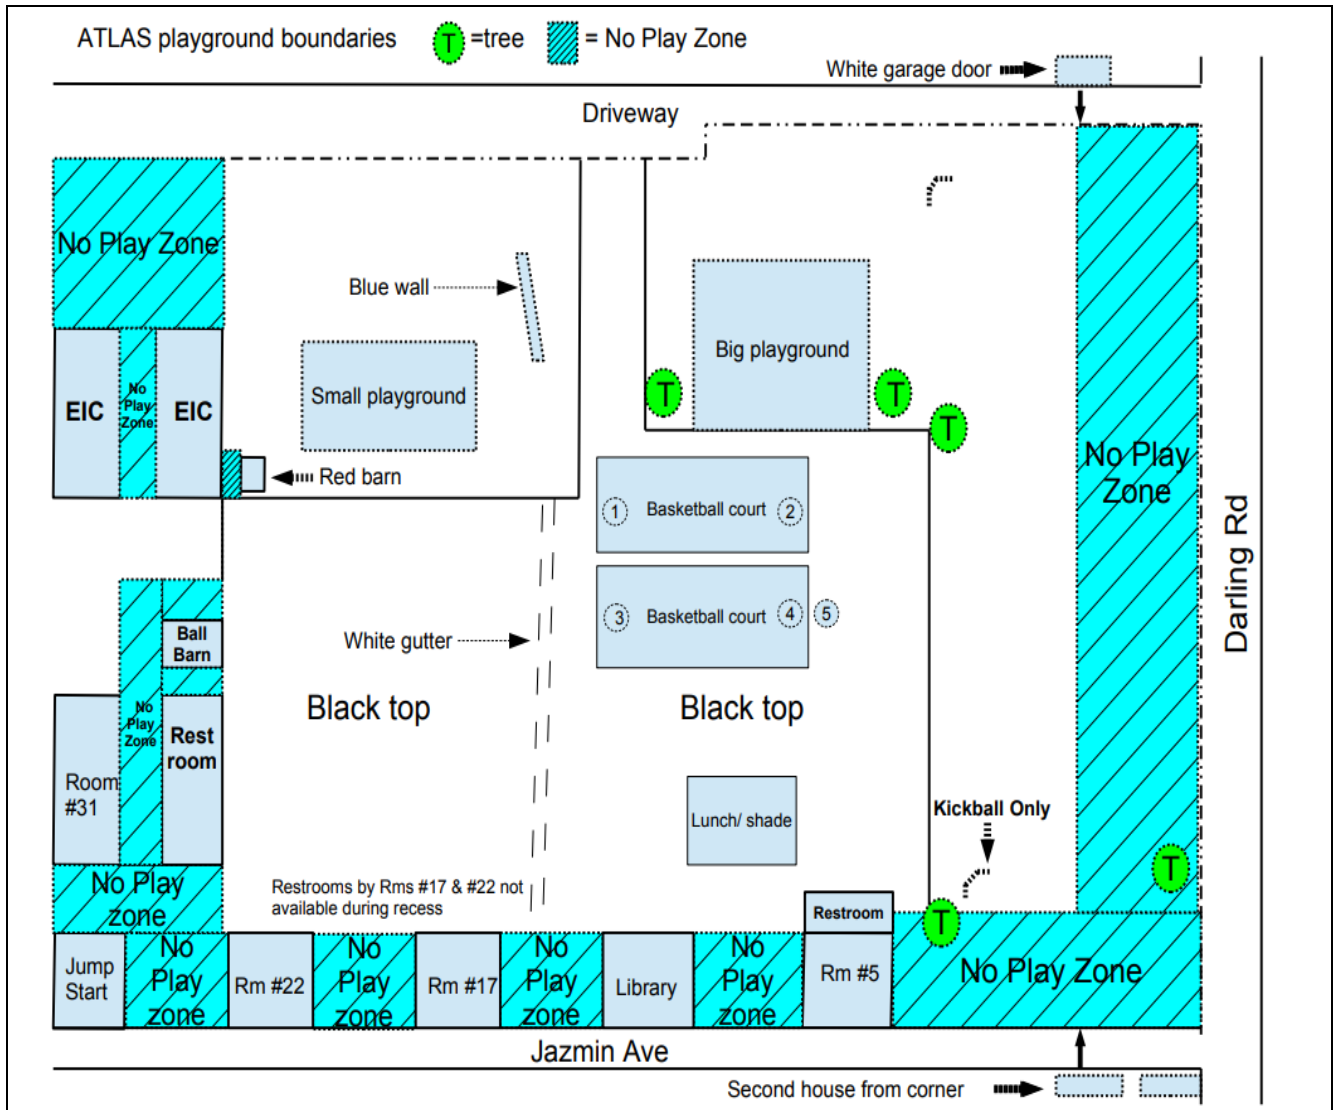 ATLAS playground boundaries
T =tree
= No Play Zone
White garage door
Driveway
No Play Zone
Blue wall
Big playground
Small playground
T
T
T
EIC
No
Play
Zone
EIC
No Play
Zone
Red barn
1
Basketball court
2
Darling Rd
3
Basketball court
4
5
Ball
Barn
White gutter
Black top
Black top
No
Play
Zone
Rest
room
Room
#31
Lunch/ shade
Kickball Only
T
No Play
zone
Restrooms by Rms #17 & #22 not
available during recess
Restroom
T
Jump
Start
No
Play
zone
Rm #22
No
Play
zone
Rm #17
No
Play
zone
Library
No
Play
zone
Rm #5
No Play Zone
Jazmin Ave
Second house from corner